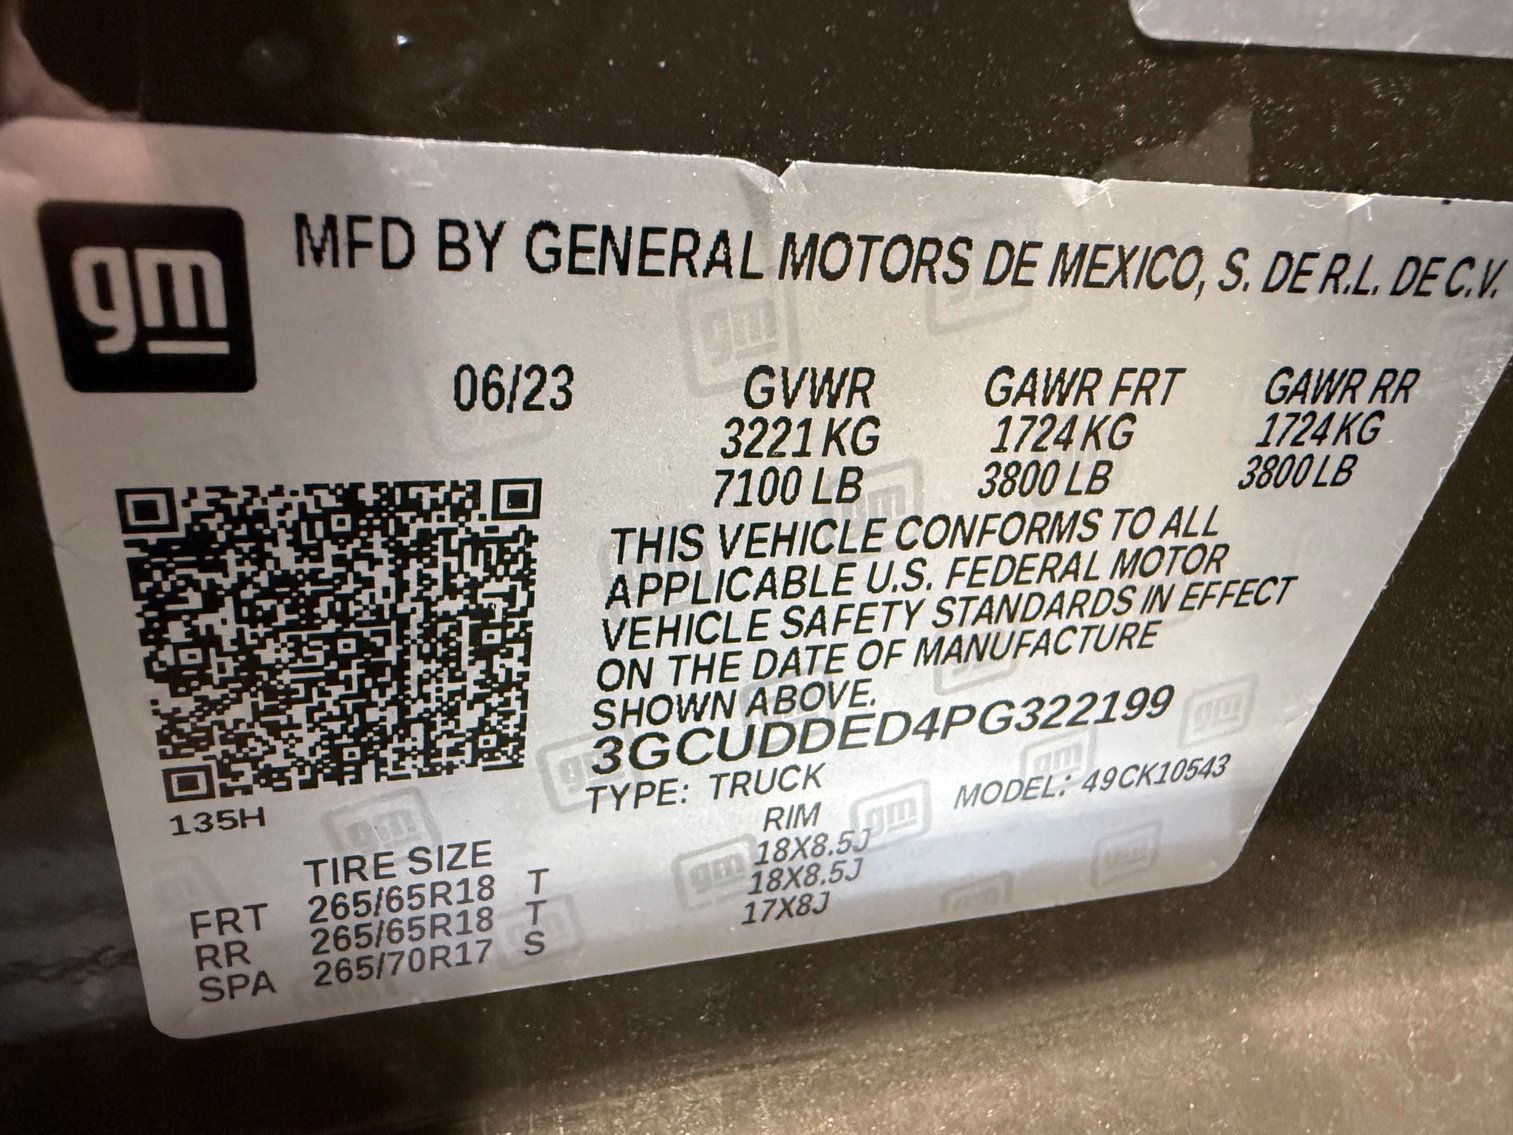 gm
MFD BY GENERAL MOTORS DE MEXICO, S. DE R.L. DE C.V.
06/23 GVWR GAWR FRT GAWR RR
3221 KG 1724 KG 1724 KG
7100 LB 3800 LB 3800 LB
THIS VEHICLE CONFORMS TO ALL
APPLICABLE U.S. FEDERAL MOTOR
VEHICLE SAFETY STANDARDS IN EFFECT
ON THE DATE OF MANUFACTURE
SHOWN ABOVE.
3GCUDDED4PG322199
TYPE: TRUCK MODEL: 49CK10543
135H
TIRE SIZE RIM
FRT 265/65R18 T 18X8.5J
RR 265/65R18 T 18X8.5J
SPA 265/70R17 S 17X8J